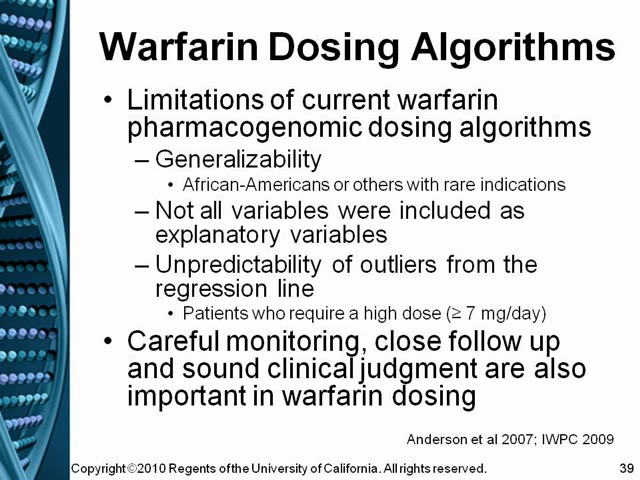 Warfarin Dosing Algorithms
• Limitations of current warfarin
pharmacogenomic dosing algorithms
– Generalizability
• African-Americans or others with rare indications
– Not all variables were included as
explanatory variables
– Unpredictability of outliers from the
regression line
• Patients who require a high dose (≥ 7 mg/day)
• Careful monitoring, close follow up
and sound clinical judgment are also
important in warfarin dosing
Anderson et al 2007; IWPC 2009
Copyright ©2010 Regents of the University of California. All rights reserved. 39